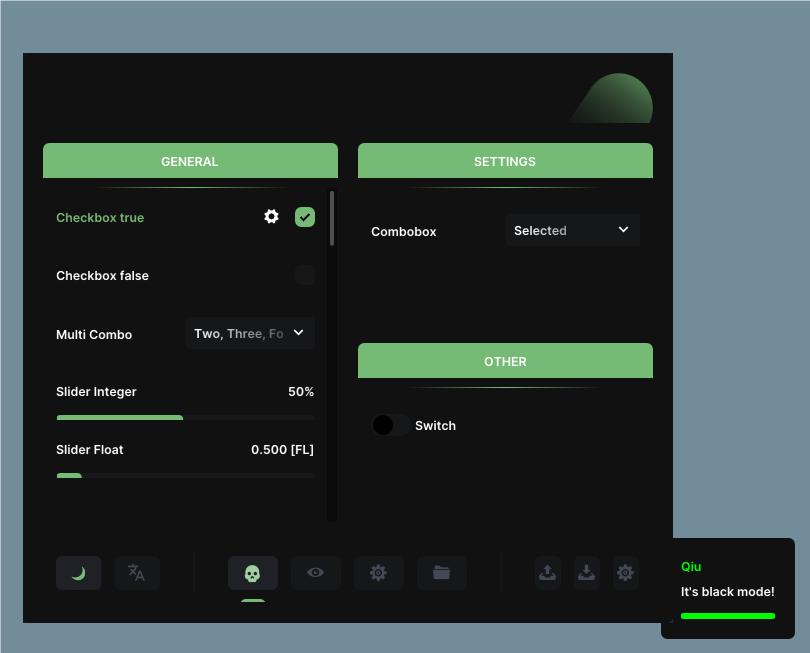 GENERAL
Checkbox true
Checkbox false
Multi Combo
Two, Three, Fo
Slider Integer
50%
Slider Float
0.500 [FL]
SETTINGS
Combobox
Selected
OTHER
Switch
Qiu
It's black mode!